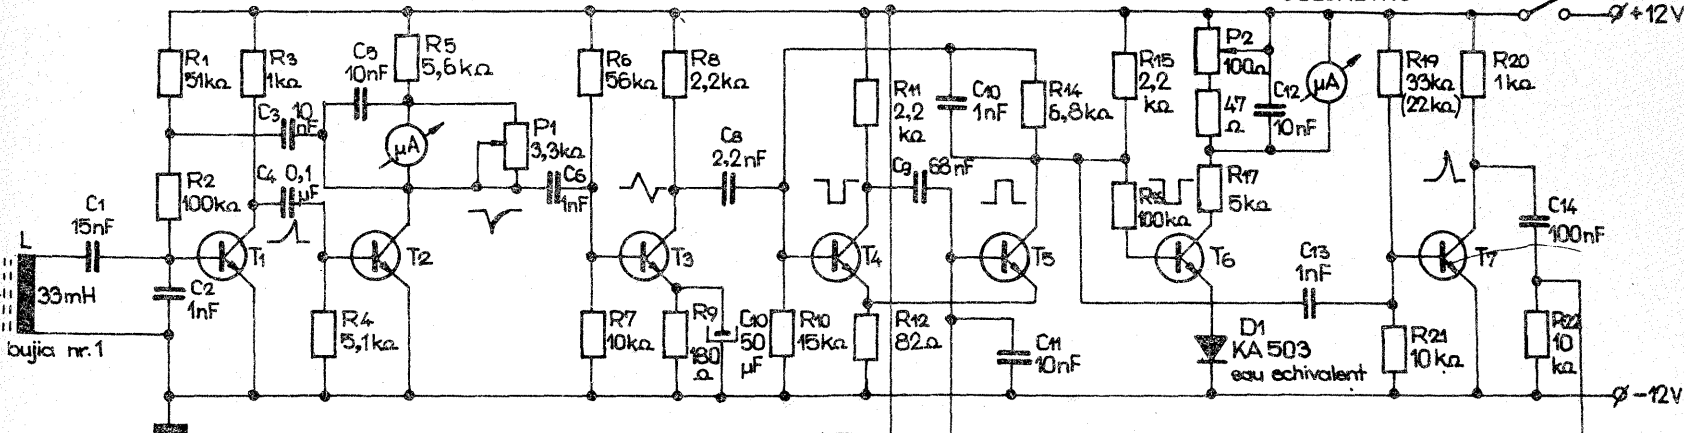 +12V
R1
51kΩ
R3
1kΩ
C3 10
nF
C5
10nF
R5
5,6kΩ
µA
P1
3,3kΩ
R2
100kΩ
C4 0,1
µF
C1
15nF
L
33mH
bujia nr.1
C2
1nF
T1
T2
R4
5,1kΩ
C6
1nF
R6
56kΩ
R8
2,2kΩ
C8
2,2nF
T3
R7
10kΩ
R9
180
Ω
C10
50
µF
R10
15kΩ
R11
2,2
kΩ
C9 68nF
T4
R12
82Ω
C10
1nF
R14
6,8kΩ
T5
C11
10nF
R15
2,2
kΩ
100kΩ
P2
100Ω
47
Ω
C12
10nF
µA
R17
5kΩ
T6
D1
KA 503
sau echivalent
C13
1nF
R19
33kΩ
(22kΩ)
R20
1kΩ
T7
C14
100nF
R21
10kΩ
R22
10
kΩ
-12V